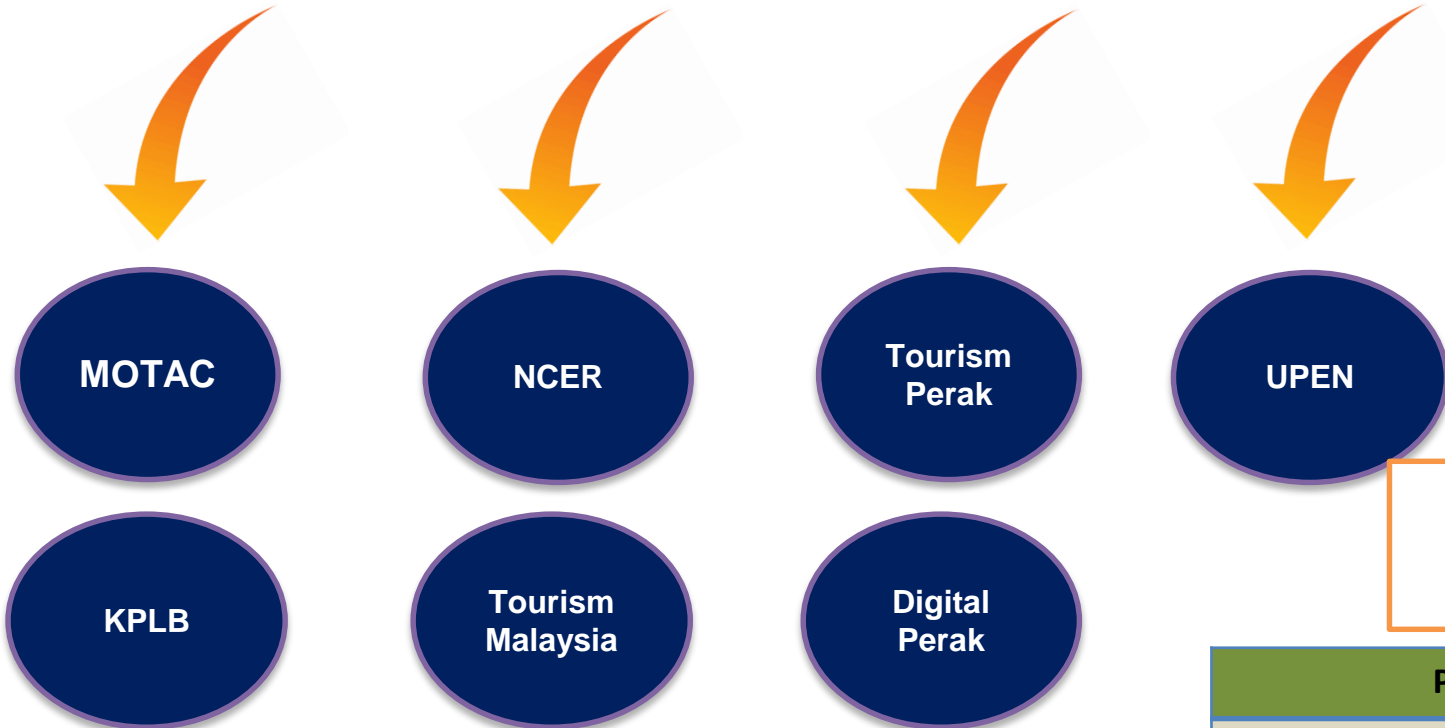 MOTAC
NCER
Tourism
Perak
UPEN
KPLB
Tourism
Malaysia
Digital
Perak
P